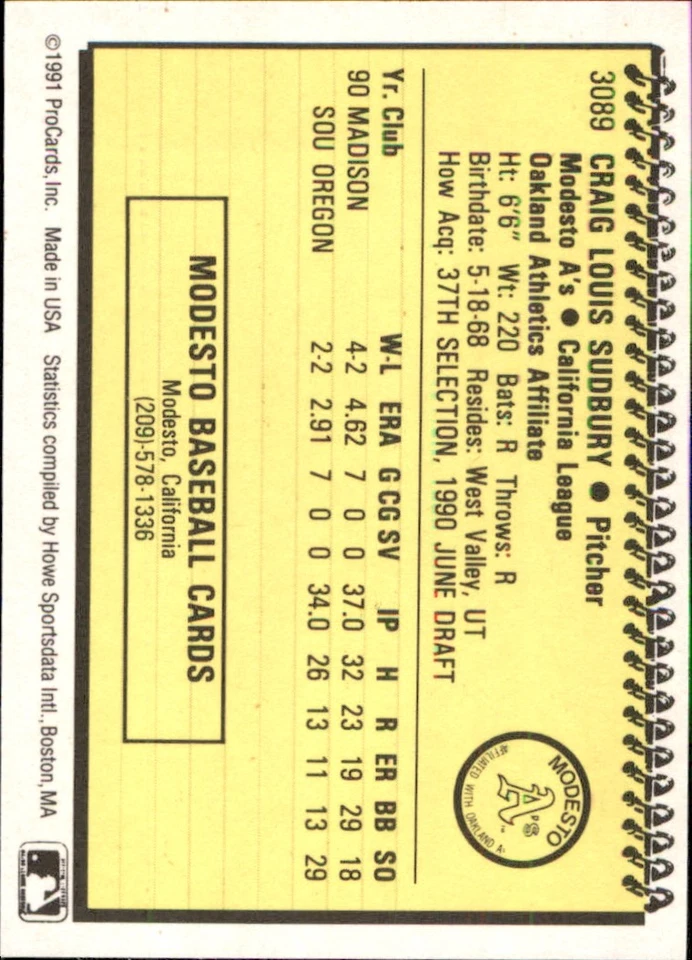 3089 CRAIG LOUIS SUDBURY ● Pitcher
Modesto A's ● California League
Oakland Athletics Affiliate
Ht: 6'6" Wt: 220 Bats: R Throws: R
Birthdate: 5-18-68 Resides: West Valley, UT
How Acq: 37TH SELECTION, 1990 JUNE DRAFT
MODESTO
A's
AFFILIATED WITH OAKLAND A'
Yr. Club W-L ERA G CG SV IP H R ER BB SO
90 MADISON 4-2 4.62 7 0 0 37.0 32 23 19 29 18
SOU OREGON 2-2 2.91 7 0 0 34.0 26 13 11 13 29
MODESTO BASEBALL CARDS
Modesto, California
(209)-578-1336
©1991 ProCards, Inc. Made in USA Statistics compiled by Howe Sportsdata Intl., Boston, MA